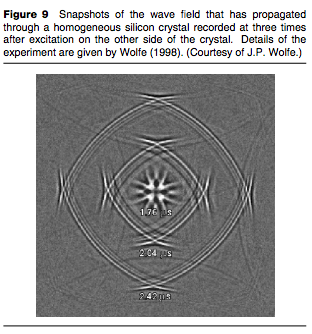 Figure 9 Snapshots of the wave field that has propagated
through a homogeneous silicon crystal recorded at three times
after excitation on the other side of the crystal. Details of the
experiment are given by Wolfe (1998). (Courtesy of J.P. Wolfe.)
1.76 µs
2.04 µs
2.42 µs